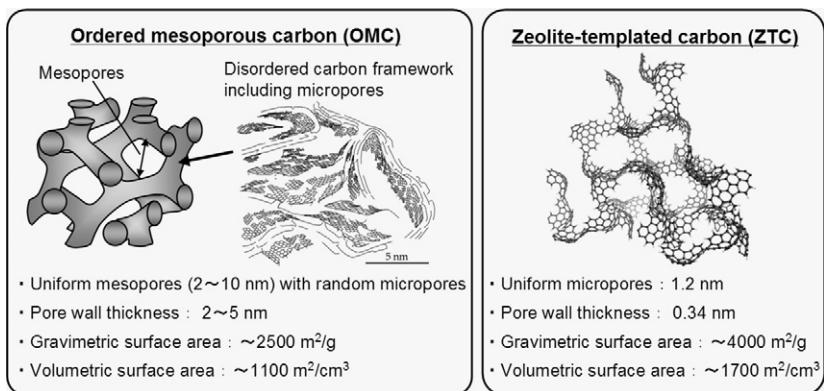 Ordered mesoporous carbon (OMC)
Mesopores
Disordered carbon framework
including micropores
5 nm
・Uniform mesopores (2～10 nm) with random micropores
・Pore wall thickness : 2～5 nm
・Gravimetric surface area : ～2500 m²/g
・Volumetric surface area : ～1100 m²/cm³
Zeolite-templated carbon (ZTC)
・Uniform micropores : 1.2 nm
・Pore wall thickness : 0.34 nm
・Gravimetric surface area : ～4000 m²/g
・Volumetric surface area : ～1700 m²/cm³